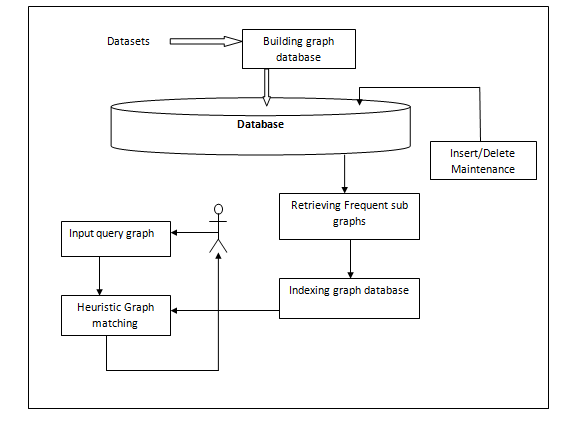 Datasets
Building graph
database
Database
Insert/Delete
Maintenance
Retrieving Frequent sub
graphs
Input query graph
Indexing graph database
Heuristic Graph
matching